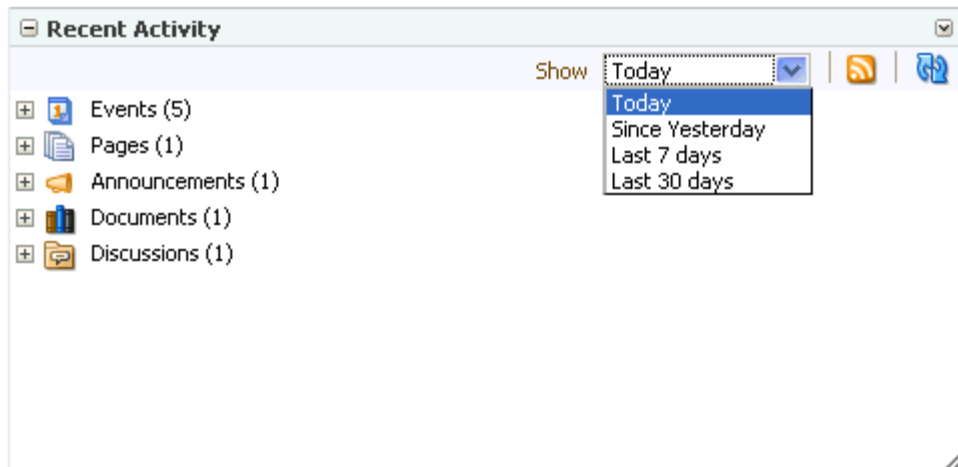 Recent Activity
Show Today
Today
Since Yesterday
Last 7 days
Last 30 days
Events (5)
Pages (1)
Announcements (1)
Documents (1)
Discussions (1)